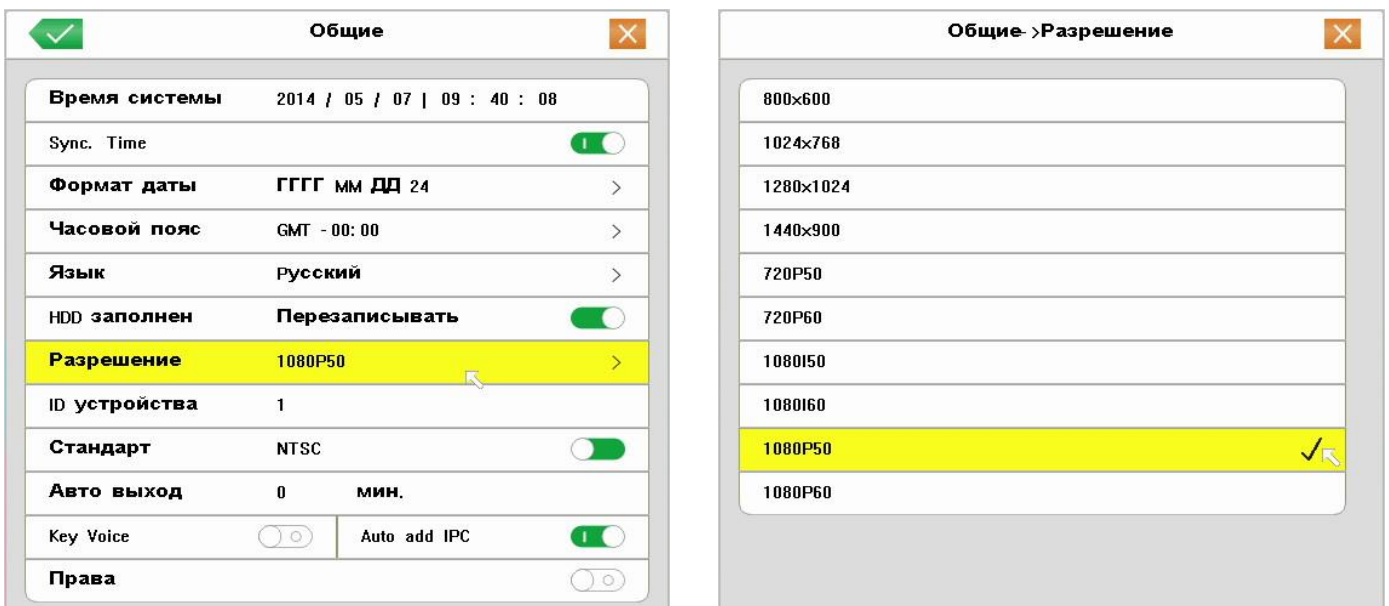 Общие
Время системы 2014 / 05 / 07 | 09 : 40 : 08
Sync. Time
Формат даты ГГГГ ММ ДД 24
Часовой пояс GMT -00:00
Язык Русский
HDD заполнен Перезаписывать
Разрешение 1080P50
ID устройства 1
Стандарт NTSC
Авто выход 0 мин.
Key Voice Auto add IPC
Права
Общие->Разрешение
800x600
1024x768
1280x1024
1440x900
720P50
720P60
1080I50
1080I60
1080P50
1080P60